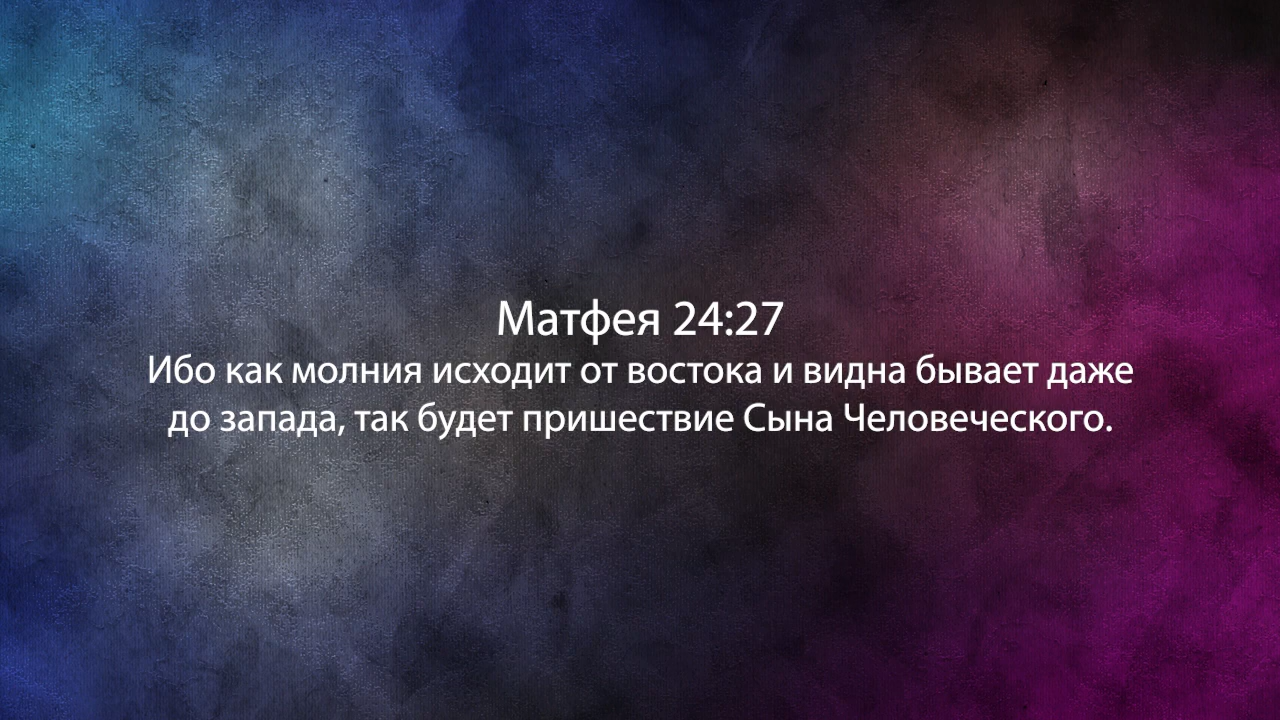 Матфея 24:27
Ибо как молния исходит от востока и видна бывает даже
до запада, так будет пришествие Сына Человеческого.